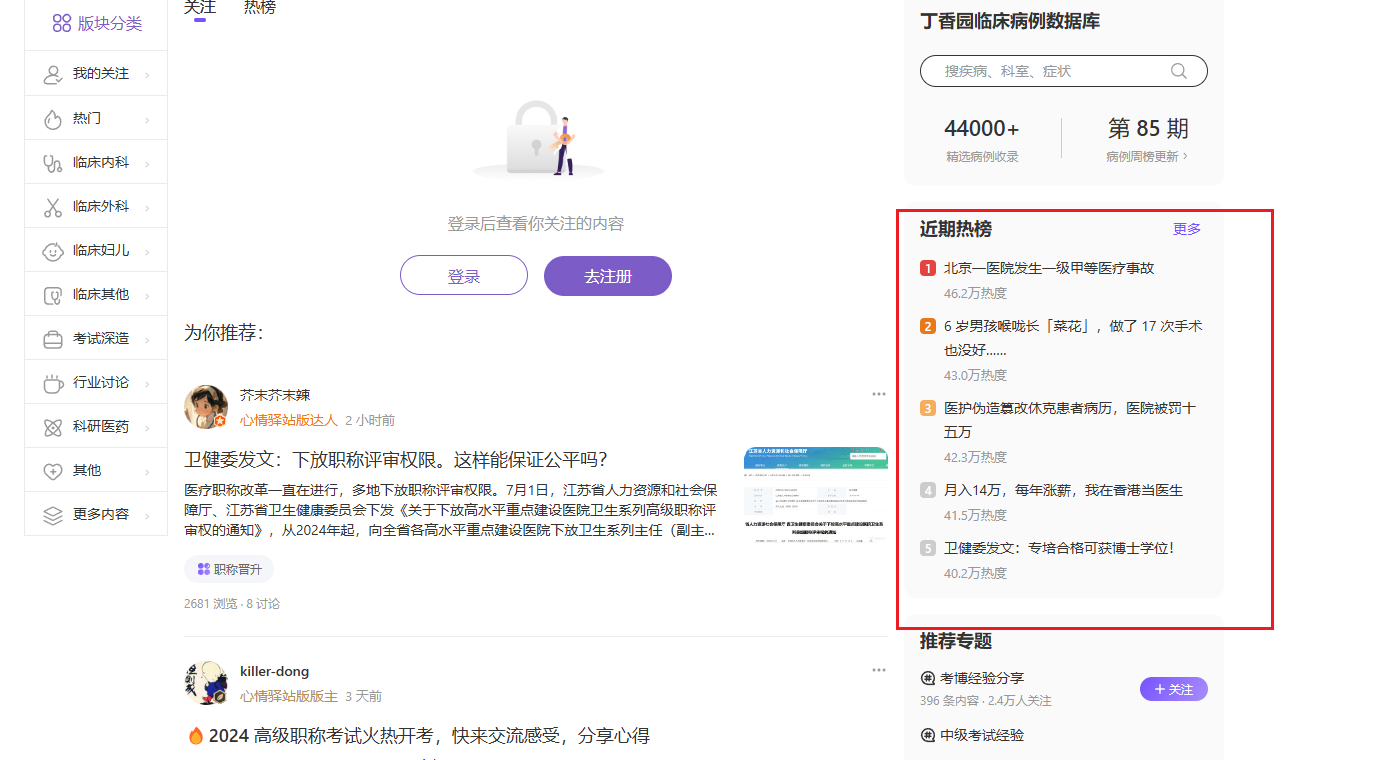 版块分类
我的关注
热门
临床内科
临床外科
临床妇儿
临床其他
考试深造
行业讨论
科研医药
其他
更多内容
关注 热榜
登录后查看你关注的内容
登录 去注册
为你推荐：
芥末芥末辣
心情驿站版达人 2 小时前
卫健委发文：下放职称评审权限。这样能保证公平吗？
医疗职称改革一直在进行，多地下放职称评审权限。7月1日，江苏省人力资源和社会保
障厅、江苏省卫生健康委员会下发《关于下放高水平重点建设医院卫生系列高级职称评
审权的通知》，从2024年起，向全省各高水平重点建设医院下放卫生系列主任（副主...
职称晋升
2681 浏览 · 8 讨论
killer-dong
心情驿站版版主 3 天前
2024 高级职称考试火热开考，快来交流感受，分享心得
丁香园临床病例数据库
搜疾病、科室、症状
44000+ 第 85 期
精选病例收录 病例周榜更新 ›
近期热榜 更多
1 北京一医院发生一级甲等医疗事故
46.2万热度
2 6 岁男孩喉咙长「菜花」，做了 17 次手术
也没好……
43.0万热度
3 医护伪造篡改休克患者病历，医院被罚十
五万
42.3万热度
4 月入14万，每年涨薪，我在香港当医生
41.5万热度
5 卫健委发文：专培合格可获博士学位！
40.2万热度
推荐专题
考博经验分享
396 条内容 · 2.4万人关注
＋关注
中级考试经验